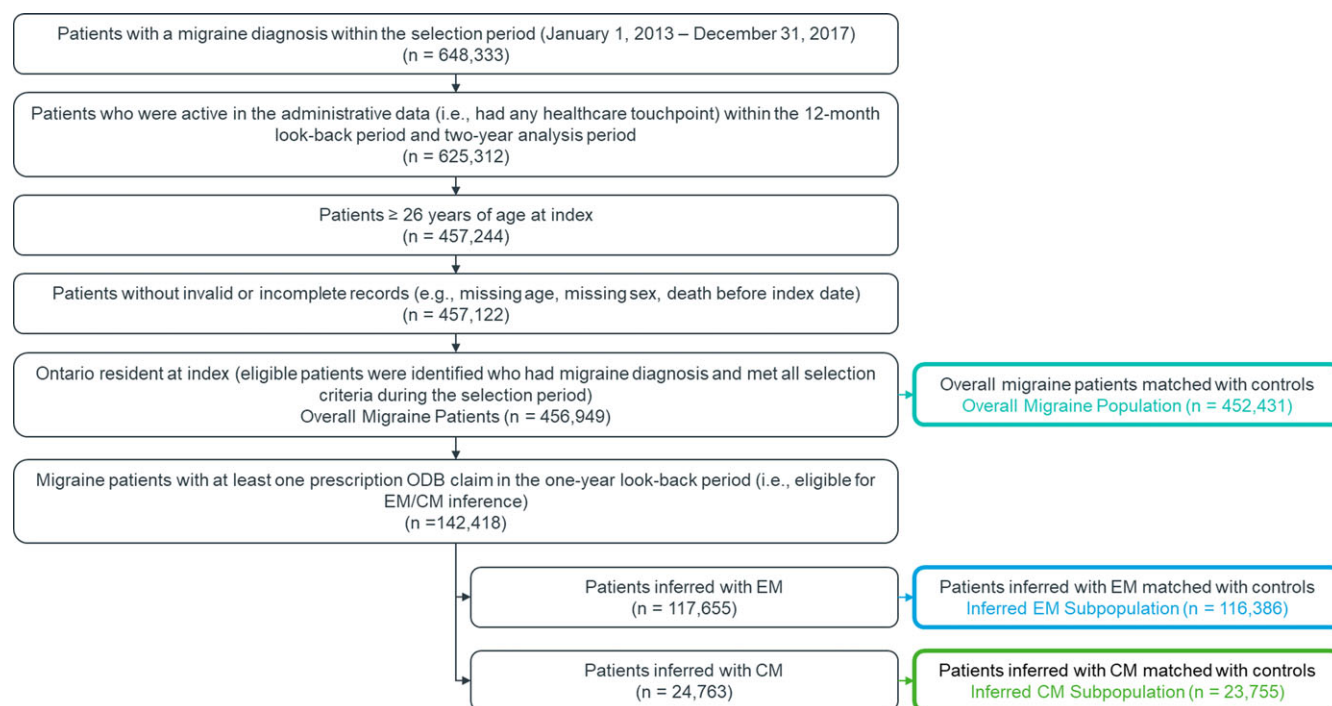 Patients with a migraine diagnosis within the selection period (January 1, 2013 – December 31, 2017)
(n = 648,333)
Patients who were active in the administrative data (i.e., had any healthcare touchpoint) within the 12-month
look-back period and two-year analysis period
(n = 625,312)
Patients ≥ 26 years of age at index
(n = 457,244)
Patients without invalid or incomplete records (e.g., missing age, missing sex, death before index date)
(n = 457,122)
Ontario resident at index (eligible patients were identified who had migraine diagnosis and met all selection
criteria during the selection period)
Overall Migraine Patients (n = 456,949)
Overall migraine patients matched with controls
Overall Migraine Population (n = 452,431)
Migraine patients with at least one prescription ODB claim in the one-year look-back period (i.e., eligible for
EM/CM inference)
(n =142,418)
Patients inferred with EM
(n = 117,655)
Patients inferred with EM matched with controls
Inferred EM Subpopulation (n = 116,386)
Patients inferred with CM
(n = 24,763)
Patients inferred with CM matched with controls
Inferred CM Subpopulation (n = 23,755)